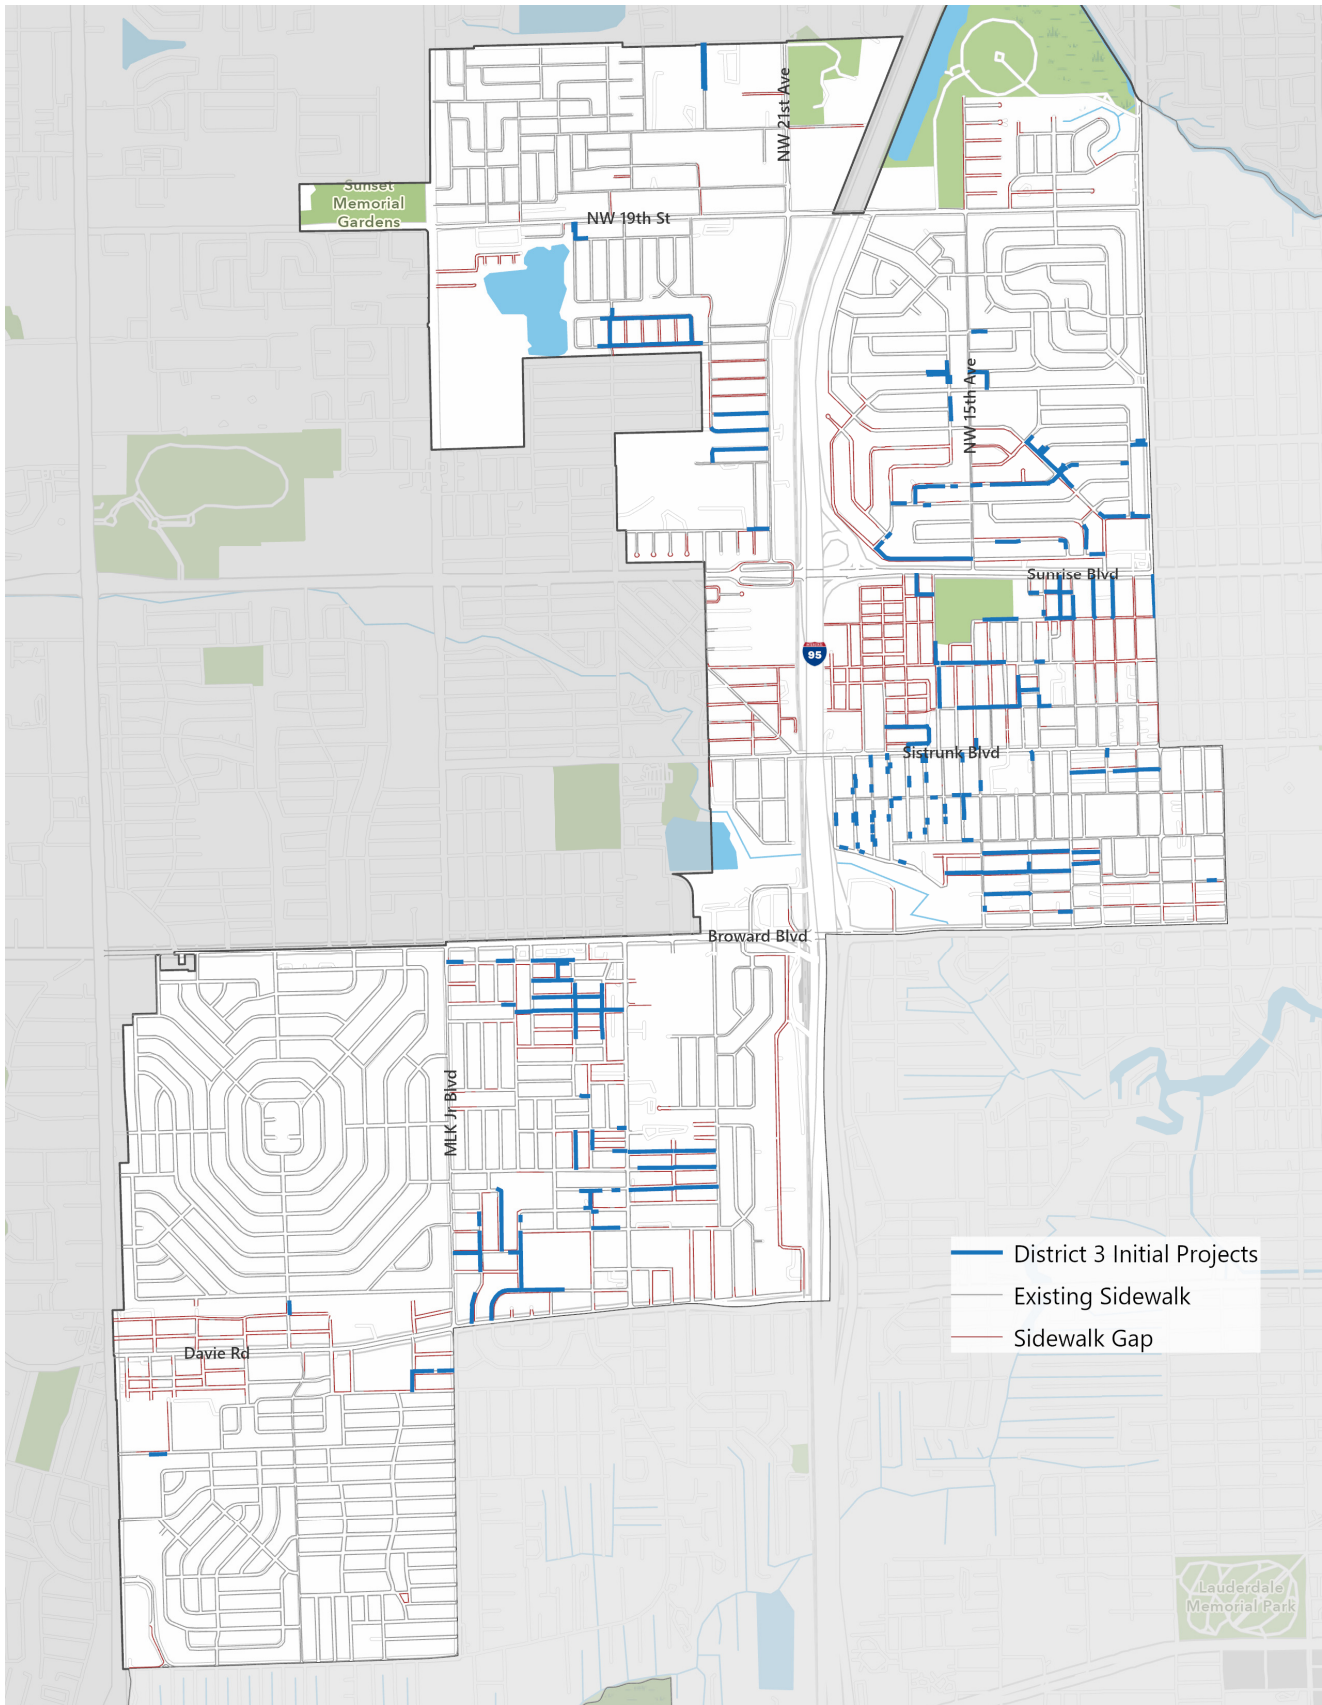 NW 21st Ave
Sunset
Memorial
Gardens
NW 19th St
NW 15th Ave
Sunrise Blvd
95
Sistrunk Blvd
Broward Blvd
MLK Jr Blvd
District 3 Initial Projects
Existing Sidewalk
Sidewalk Gap
Davie Rd
Lauderdale
Memorial Park